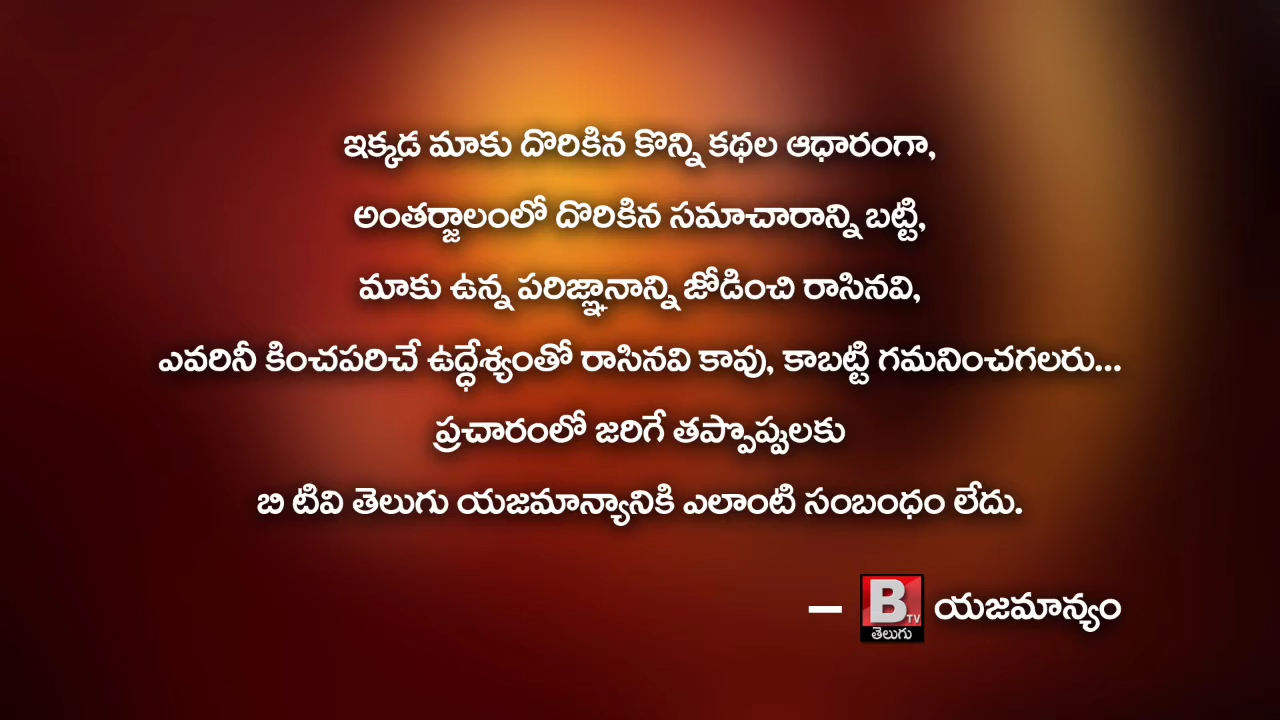 ఇక్కడ మాకు దొరికిన కొన్ని కథల ఆధారంగా,
అంతర్జాలంలో దొరికిన సమాచారాన్ని బట్టి,
మాకు ఉన్న పరిజ్ఞానాన్ని జోడించి రాసినవి,
ఎవరినీ కించపరిచే ఉద్ధేశ్యంతో రాసినవి కావు, కాబట్టి గమనించగలరు...
ప్రచారంలో జరిగే తప్పొప్పులకు
బి టివి తెలుగు యజమాన్యానికి ఎలాంటి సంబంధం లేదు.
– B TV తెలుగు యజమాన్యం